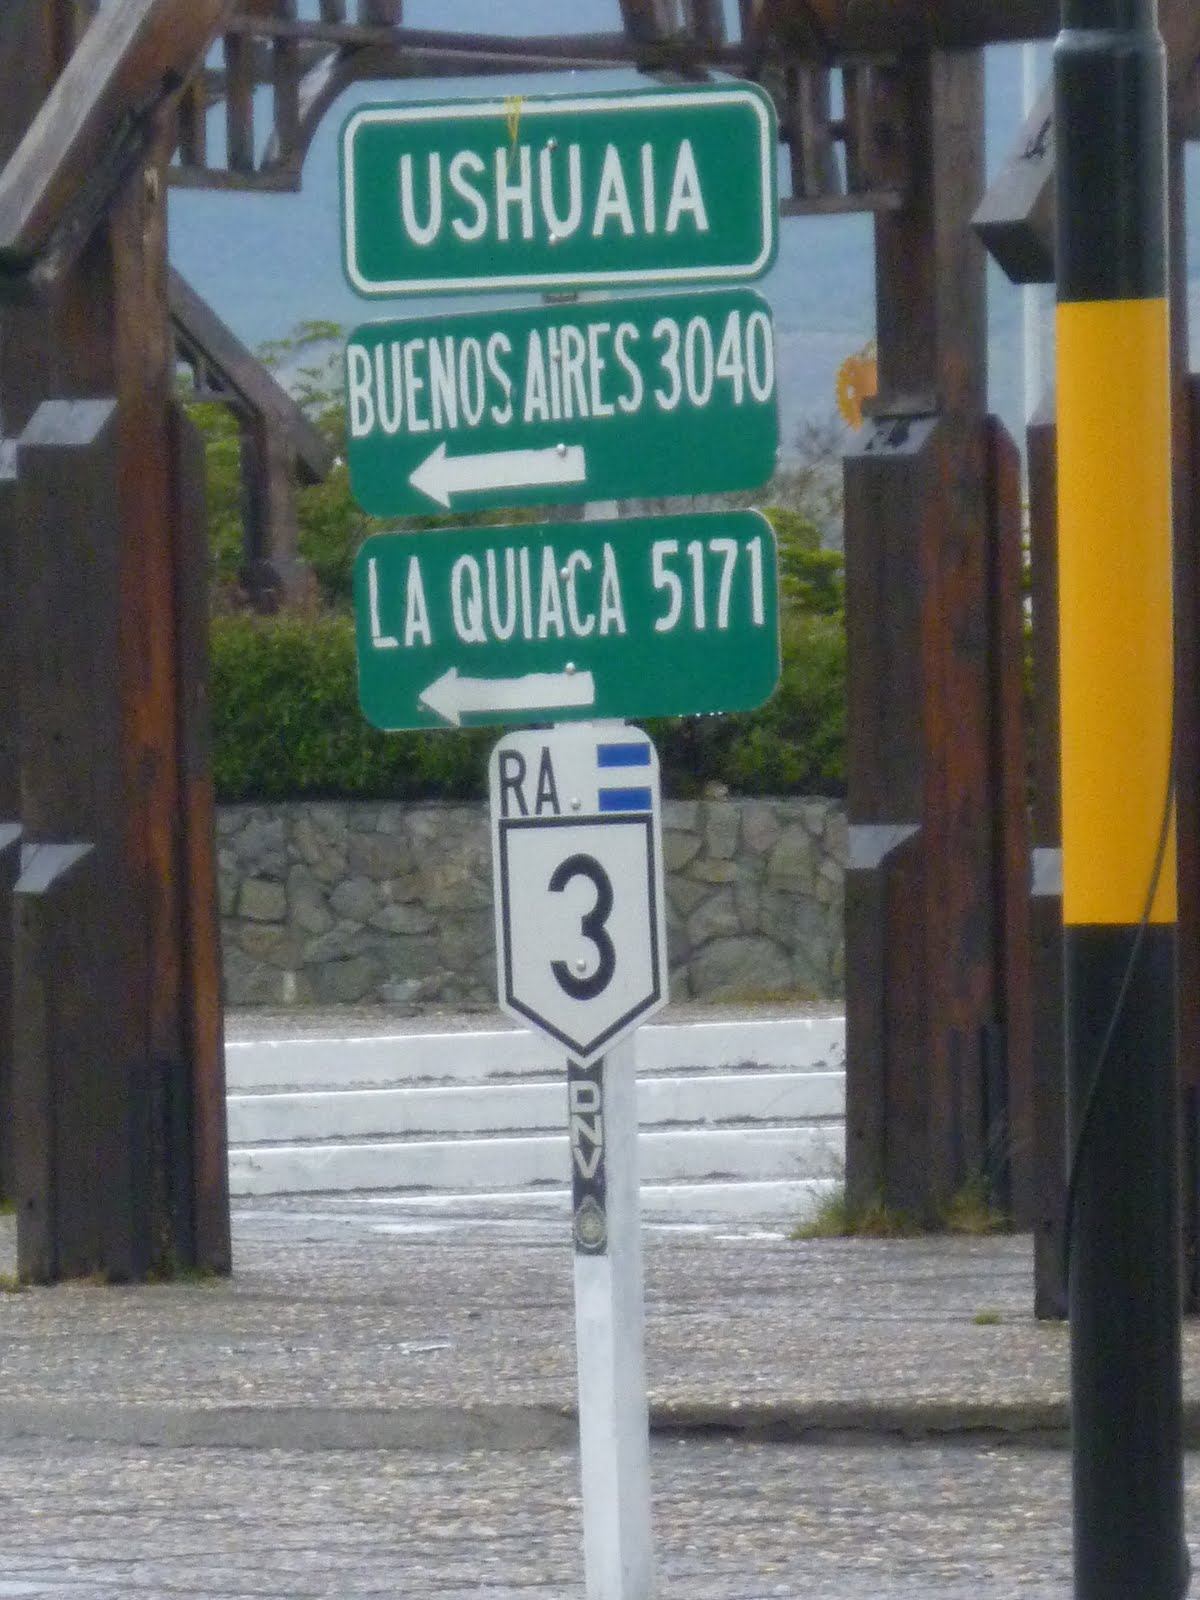 USHUAIA
BUENOS AIRES 3040
LA QUIACA 5171
RA
3
DNV